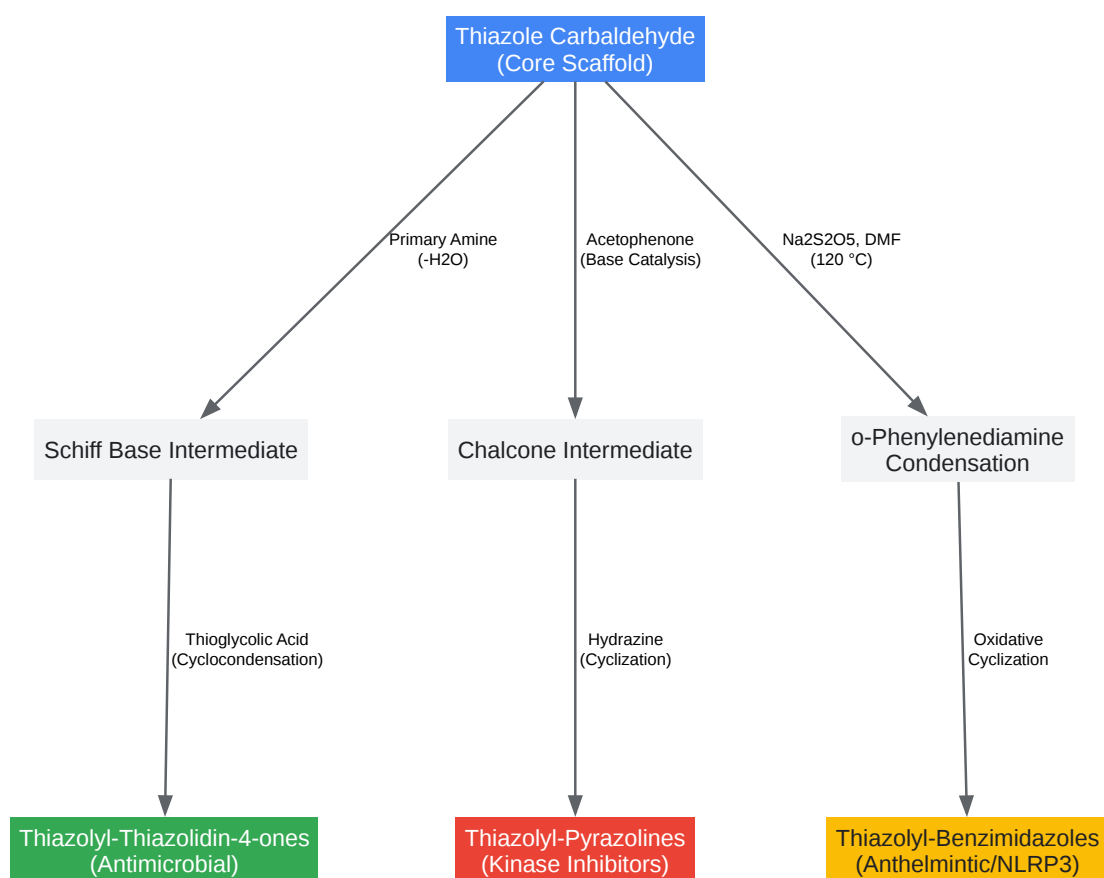 Thiazole Carbaldehyde
(Core Scaffold)
Primary Amine
(-H2O)
Acetophenone
(Base Catalysis)
Na2S2O5, DMF
(120 °C)
Schiff Base Intermediate
Chalcone Intermediate
o-Phenylenediamine
Condensation
Thioglycolic Acid
(Cyclocondensation)
Hydrazine
(Cyclization)
Oxidative
Cyclization
Thiazolyl-Thiazolidin-4-ones
(Antimicrobial)
Thiazolyl-Pyrazolines
(Kinase Inhibitors)
Thiazolyl-Benzimidazoles
(Anthelmintic/NLRP3)